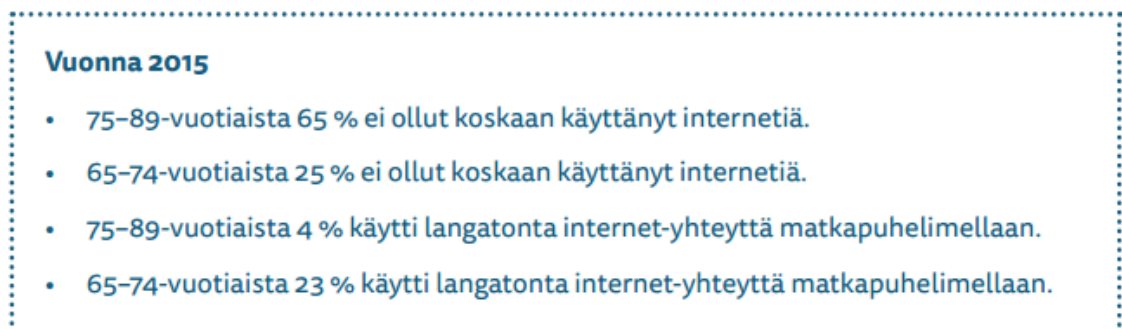 Vuonna 2015
• 75–89-vuotiaista 65 % ei ollut koskaan käyttänyt internetiä.
• 65–74-vuotiaista 25 % ei ollut koskaan käyttänyt internetiä.
• 75–89-vuotiaista 4 % käytti langatonta internet-yhteyttä matkapuhelimellaan.
• 65–74-vuotiaista 23 % käytti langatonta internet-yhteyttä matkapuhelimellaan.